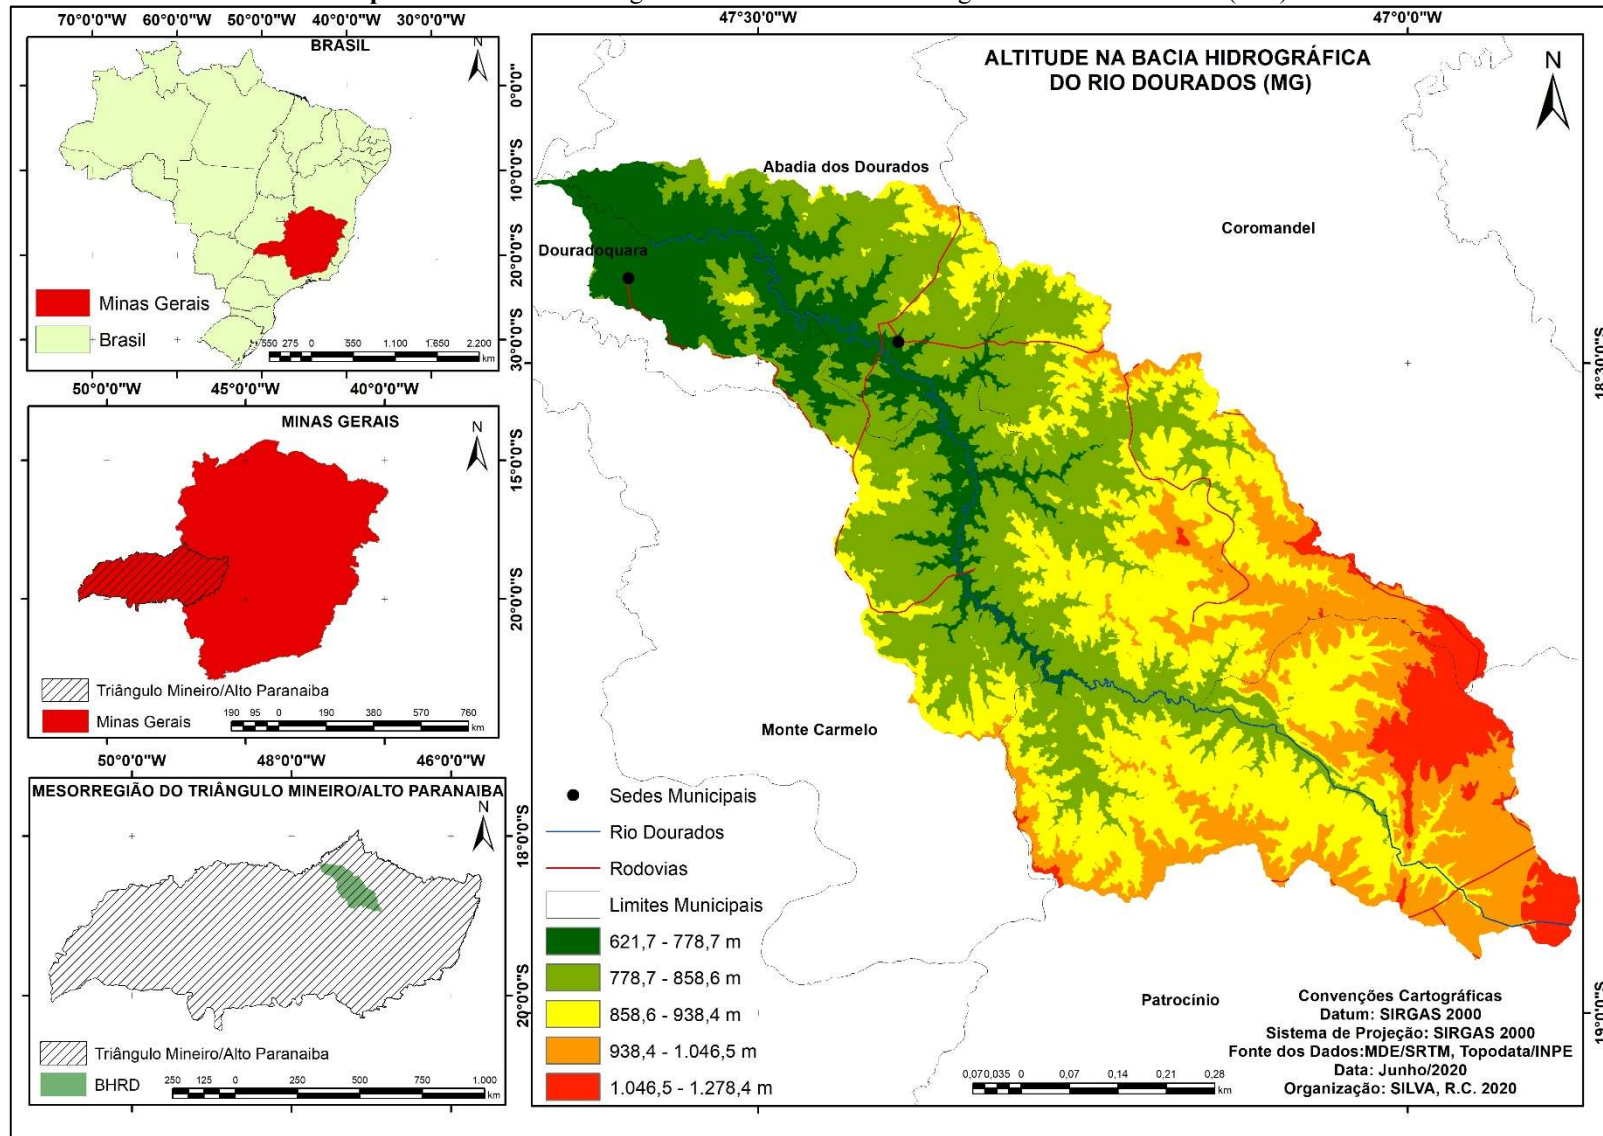 70°0'0"W 60°0'0"W 50°0'0"W 40°0'0"W 30°0'0"W
BRASIL
N
0°0'0"
10°0'0"S
20°0'0"S
30°0'0"S
Minas Gerais
Brasil
550 275 0 550 1.100 1.650 2.200
km
50°0'0"W 45°0'0"W 40°0'0"W
MINAS GERAIS
N
15°0'0"S
20°0'0"S
Triângulo Mineiro/Alto Paranaiba
Minas Gerais
190 95 0 190 380 570 760
km
50°0'0"W 48°0'0"W 46°0'0"W
MESORREGIÃO DO TRIÂNGULO MINEIRO/ALTO PARANAIBA
N
18°0'0"S
20°0'0"S
Triângulo Mineiro/Alto Paranaiba
BHRD
250 125 0 250 500 750 1.000
km
47°30'0"W 47°0'0"W
ALTITUDE NA BACIA HIDROGRÁFICA
DO RIO DOURADOS (MG)
N
Abadia dos Dourados
Coromandel
Douradoquara
18°30'0"S
Monte Carmelo
Patrocínio
19°0'0"S
Sedes Municipais
Rio Dourados
Rodovias
Limites Municipais
621,7 - 778,7 m
778,7 - 858,6 m
858,6 - 938,4 m
938,4 - 1.046,5 m
1.046,5 - 1.278,4 m
0,070,035 0 0,07 0,14 0,21 0,28
km
Convenções Cartográficas
Datum: SIRGAS 2000
Sistema de Projeção: SIRGAS 2000
Fonte dos Dados:MDE/SRTM, Topodata/INPE
Data: Junho/2020
Organização: SILVA, R.C. 2020